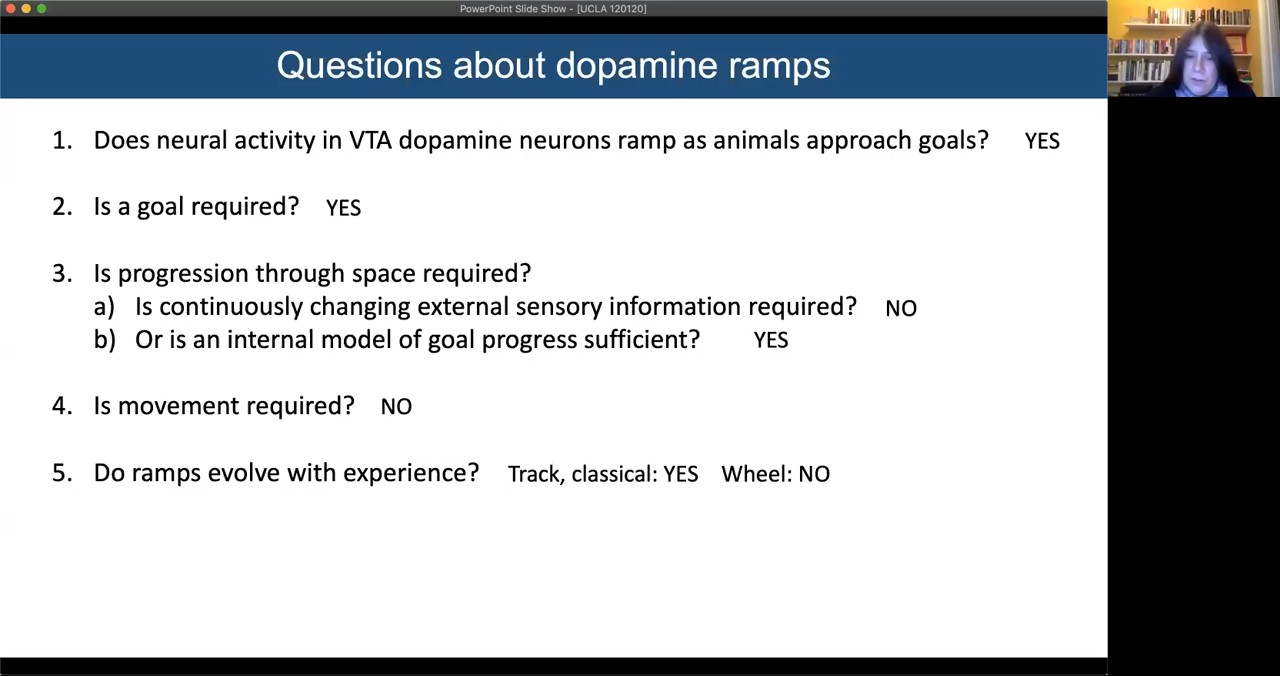 PowerPoint Slide Show - [UCLA 120120]
Questions about dopamine ramps
1. Does neural activity in VTA dopamine neurons ramp as animals approach goals? YES
2. Is a goal required? YES
3. Is progression through space required?
a) Is continuously changing external sensory information required? NO
b) Or is an internal model of goal progress sufficient? YES
4. Is movement required? NO
5. Do ramps evolve with experience? Track, classical: YES Wheel: NO